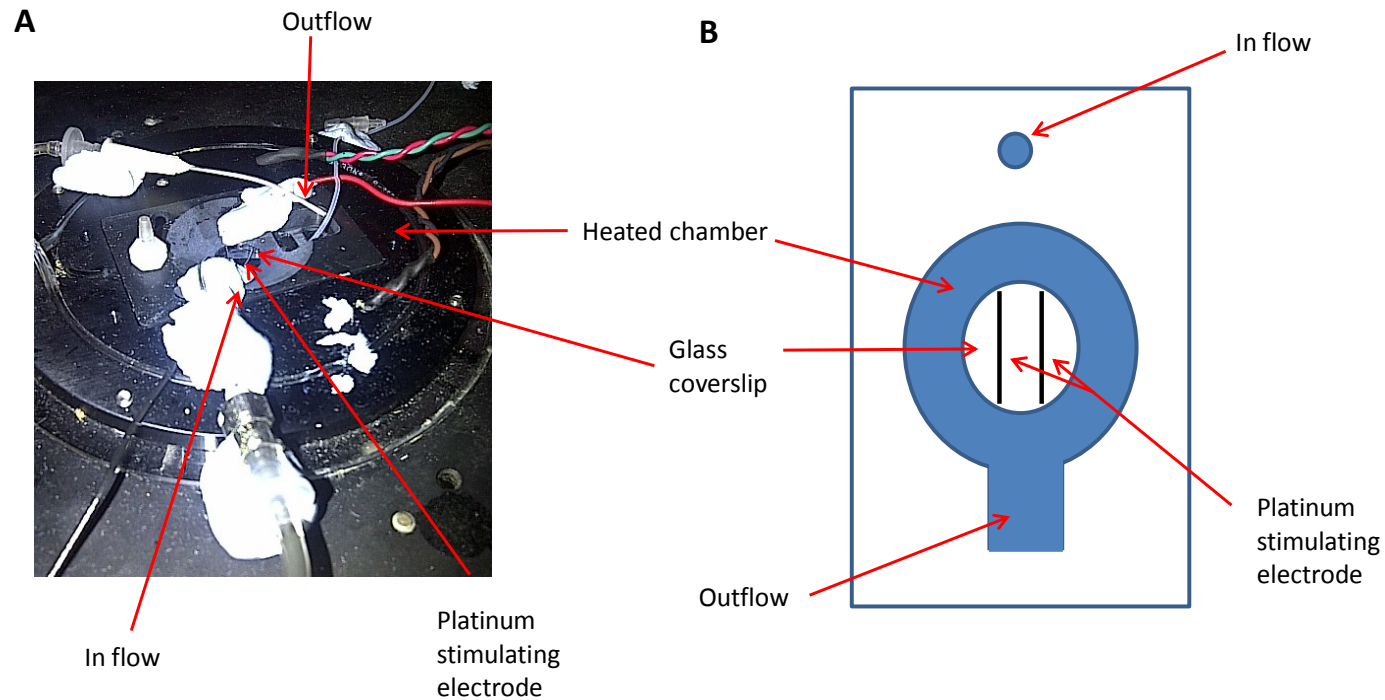 A
Outflow
B
In flow
Heated chamber
Glass
coverslip
Platinum
stimulating
electrode
Outflow
In flow
Platinum
stimulating
electrode